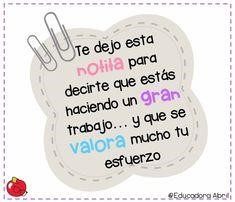 Te dejo esta
notita para
decirte que estás
haciendo un gran
trabajo... y que se
valora mucho tu
esfuerzo
@Educadora Abril